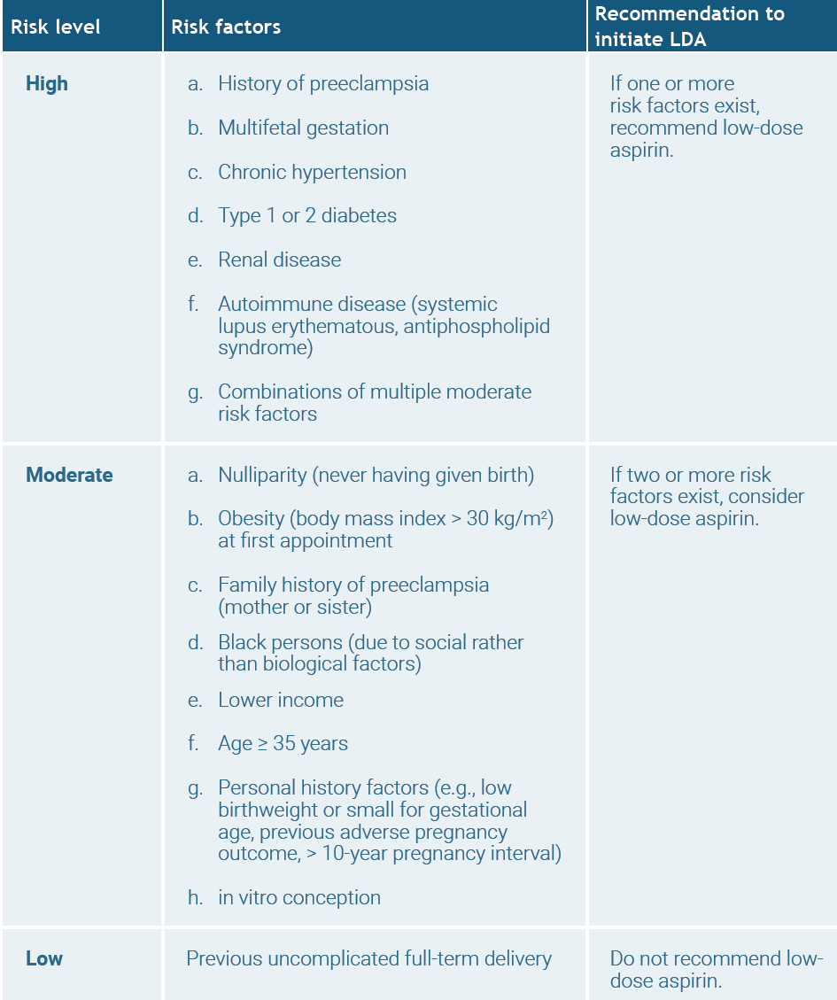 Risk level
Risk factors
Recommendation to
initiate LDA
High
a. History of preeclampsia
b. Multifetal gestation
c. Chronic hypertension
d. Type 1 or 2 diabetes
e. Renal disease
f. Autoimmune disease (systemic
lupus erythematous, antiphospholipid
syndrome)
g. Combinations of multiple moderate
risk factors
If one or more
risk factors exist,
recommend low-dose
aspirin.
Moderate
a. Nulliparity (never having given birth)
b. Obesity (body mass index > 30 kg/m²)
at first appointment
c. Family history of preeclampsia
(mother or sister)
d. Black persons (due to social rather
than biological factors)
e. Lower income
f. Age ≥ 35 years
g. Personal history factors (e.g., low
birthweight or small for gestational
age, previous adverse pregnancy
outcome, > 10-year pregnancy interval)
h. in vitro conception
If two or more risk
factors exist, consider
low-dose aspirin.
Low
Previous uncomplicated full-term delivery
Do not recommend low-
dose aspirin.